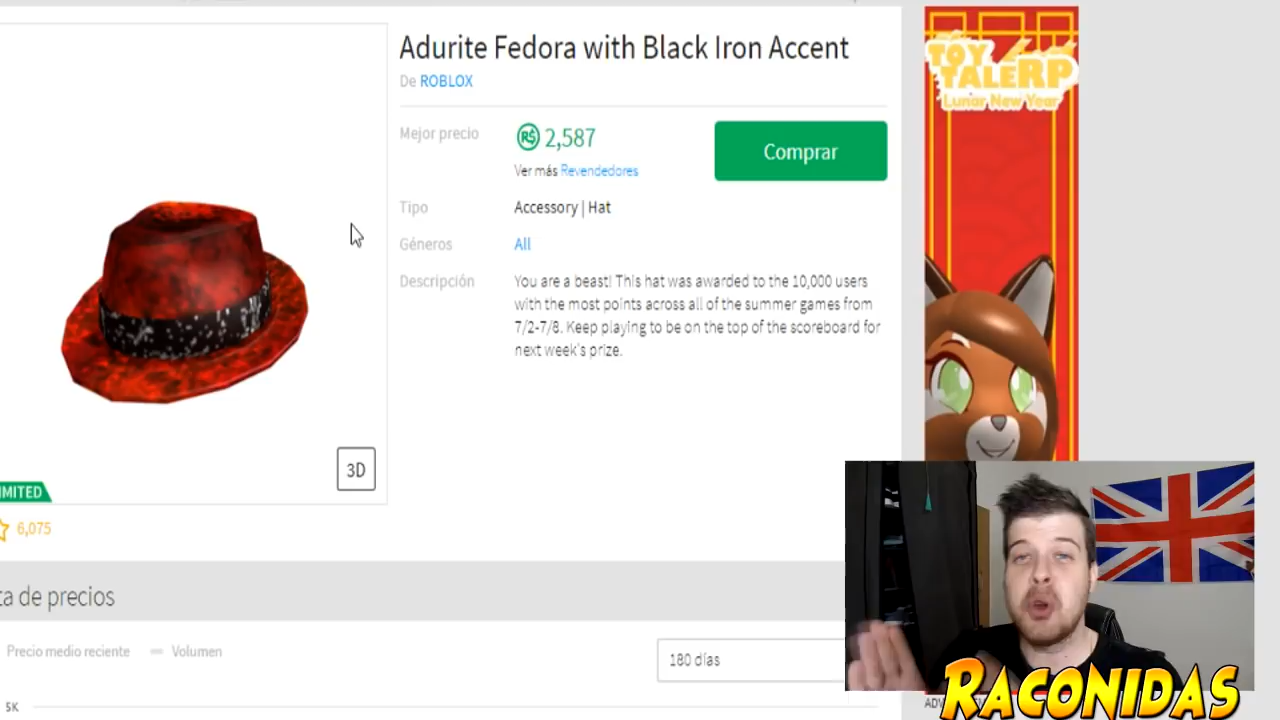 Adurite Fedora with Black Iron Accent
De ROBLOX
Mejor precio
R$ 2,587
Comprar
Ver más Revendedores
Tipo
Accessory | Hat
Géneros
All
Descripción
You are a beast! This hat was awarded to the 10,000 users
with the most points across all of the summer games from
7/2-7/8. Keep playing to be on the top of the scoreboard for
next week's prize.
3D
IMITED
6,075
ta de precios
Precio medio reciente
Volumen
180 días
5K
TOY
TALERP
Lunar New Year
RACONIDAS